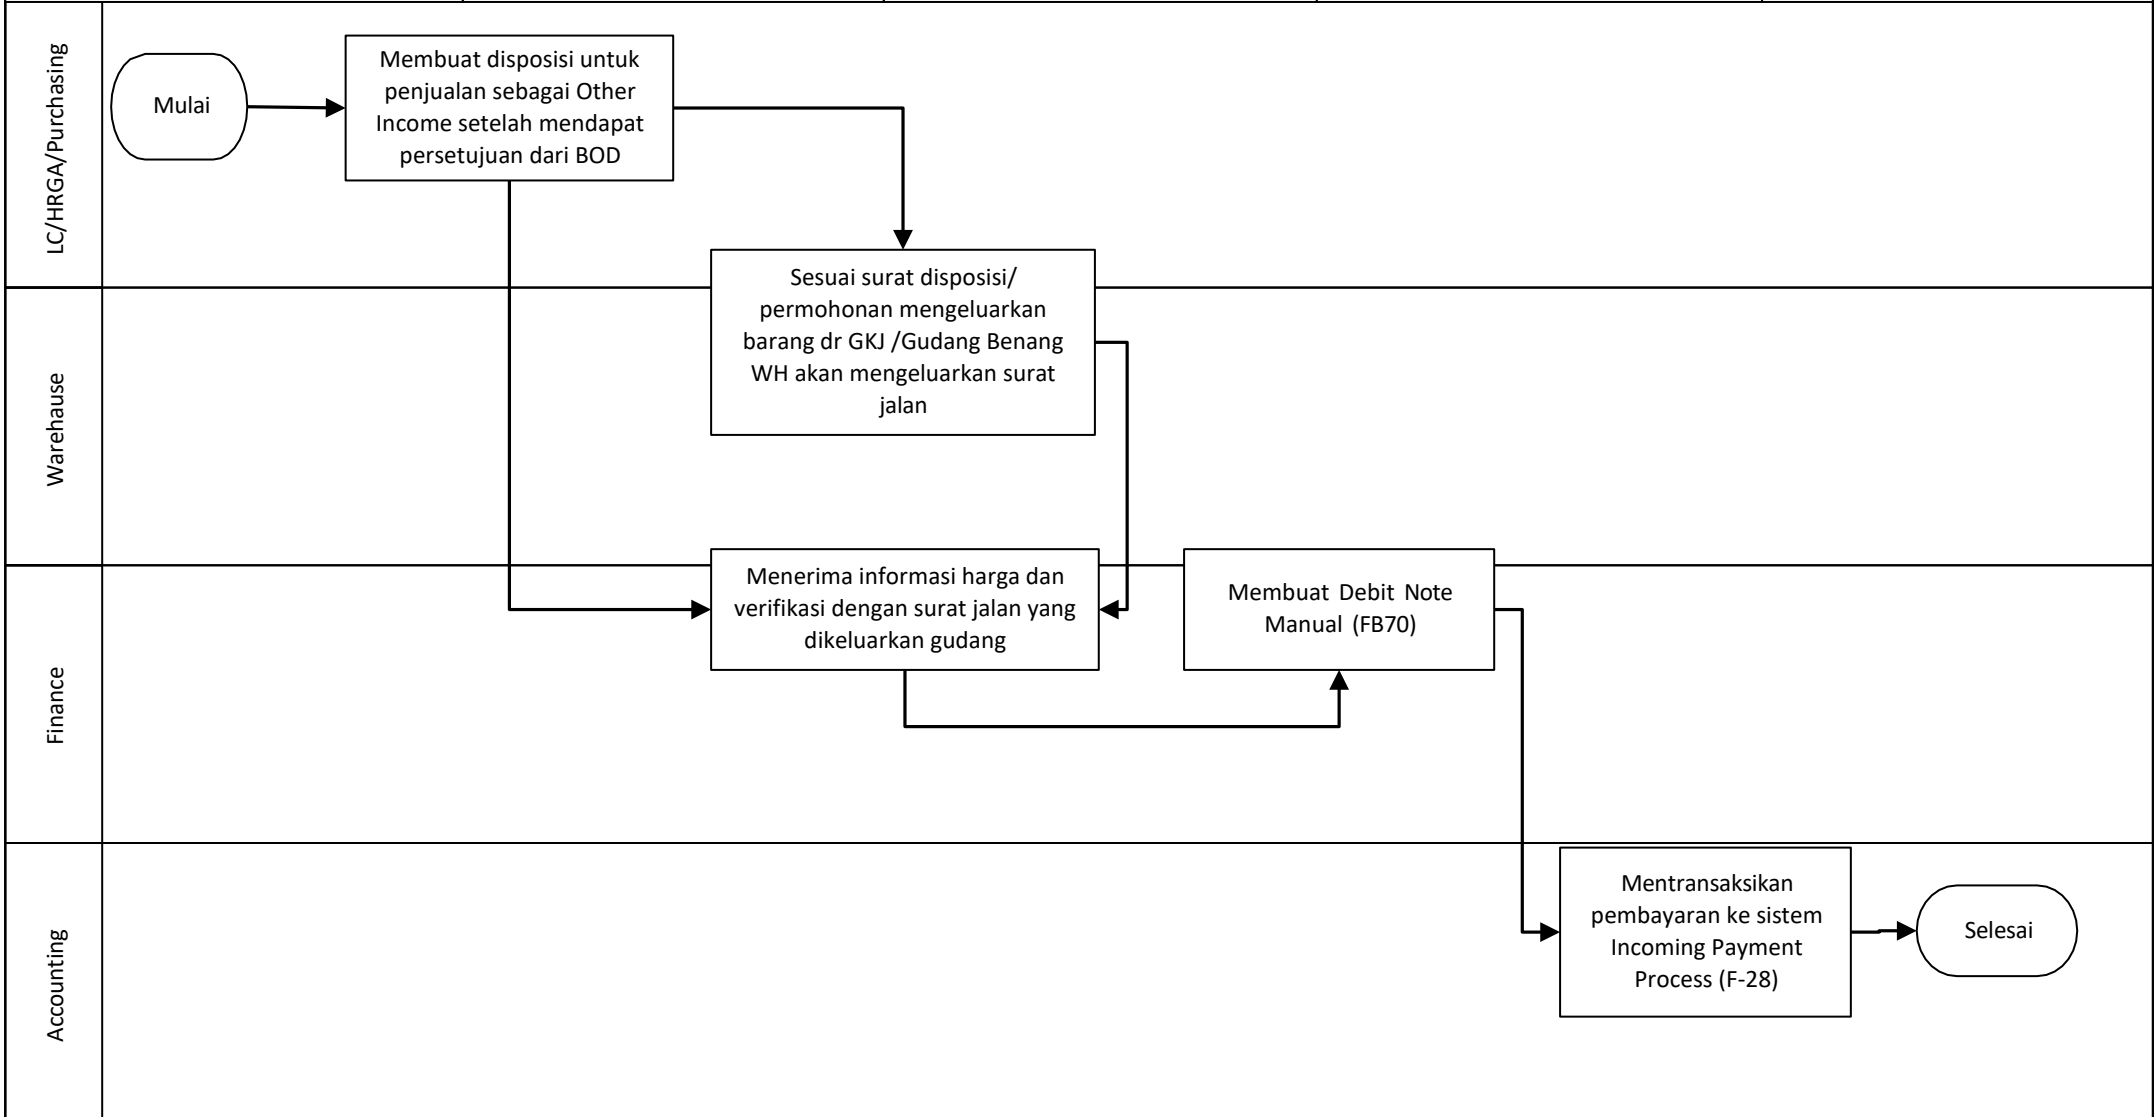 LC/HRGA/Purchasing
Mulai
Membuat disposisi untuk
penjualan sebagai Other
Income setelah mendapat
persetujuan dari BOD
Warehause
Sesuai surat disposisi/
permohonan mengeluarkan
barang dr GKJ /Gudang Benang
WH akan mengeluarkan surat
jalan
Finance
Menerima informasi harga dan
verifikasi dengan surat jalan yang
dikeluarkan gudang
Membuat Debit Note
Manual (FB70)
Accounting
Mentransaksikan
pembayaran ke sistem
Incoming Payment
Process (F-28)
Selesai